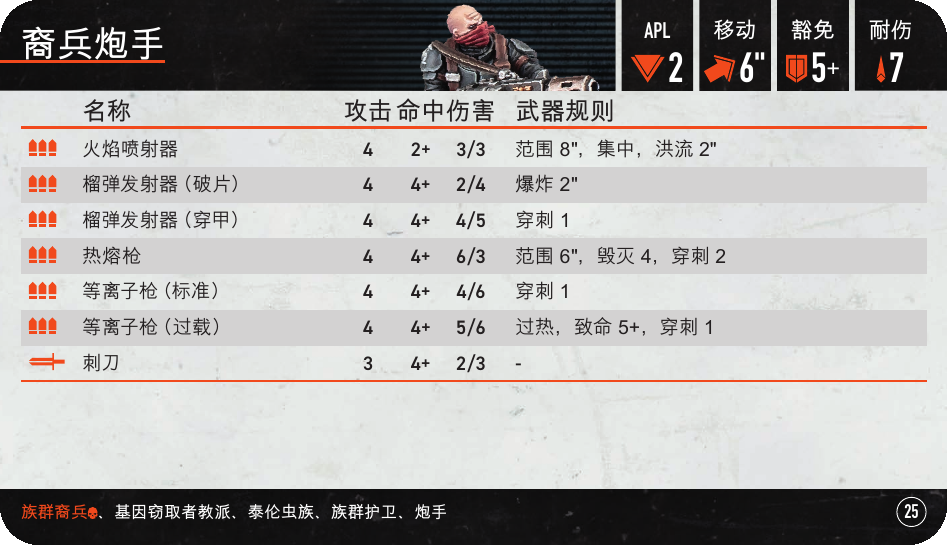 裔兵炮手
APL 移动 豁免 耐伤
2 6" 5+ 7
名称 攻击 命中 伤害 武器规则
火焰喷射器 4 2+ 3/3 范围 8"，集中，洪流 2"
榴弹发射器（破片） 4 4+ 2/4 爆炸 2"
榴弹发射器（穿甲） 4 4+ 4/5 穿刺 1
热熔枪 4 4+ 6/3 范围 6"，毁灭 4，穿刺 2
等离子枪（标准） 4 4+ 4/6 穿刺 1
等离子枪（过载） 4 4+ 5/6 过热，致命 5+，穿刺 1
刺刀 3 4+ 2/3 -
族群裔兵、基因窃取者教派、泰伦虫族、族群护卫、炮手
25